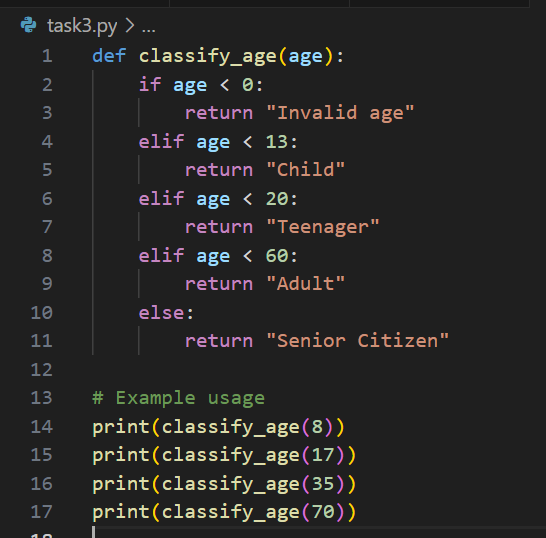 task3.py > ...
1 def classify_age(age):
2     if age < 0:
3         return "Invalid age"
4     elif age < 13:
5         return "Child"
6     elif age < 20:
7         return "Teenager"
8     elif age < 60:
9         return "Adult"
10     else:
11         return "Senior Citizen"
12
13 # Example usage
14 print(classify_age(8))
15 print(classify_age(17))
16 print(classify_age(35))
17 print(classify_age(70))
18